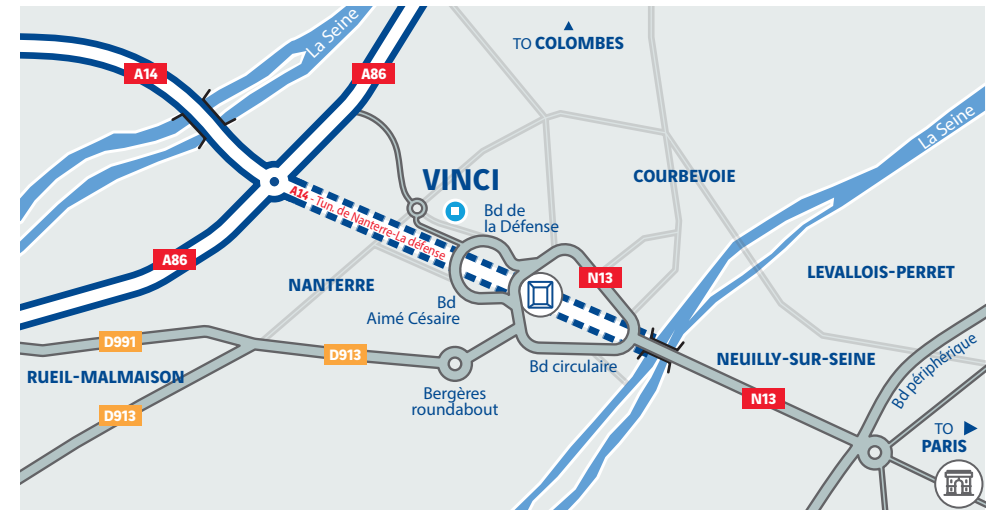 La Seine
TO COLOMBES
A14
A86
La Seine
VINCI
COURBEVOIE
A14 - Tun. de Nanterre-La défense
Bd de
la Défense
A86
N13
LEVALLOIS-PERRET
NANTERRE
Bd
Aimé Césaire
D991
D913
Bd circulaire
NEUILLY-SUR-SEINE
Bd périphérique
RUEIL-MALMAISON
Bergères
roundabout
N13
D913
TO
PARIS